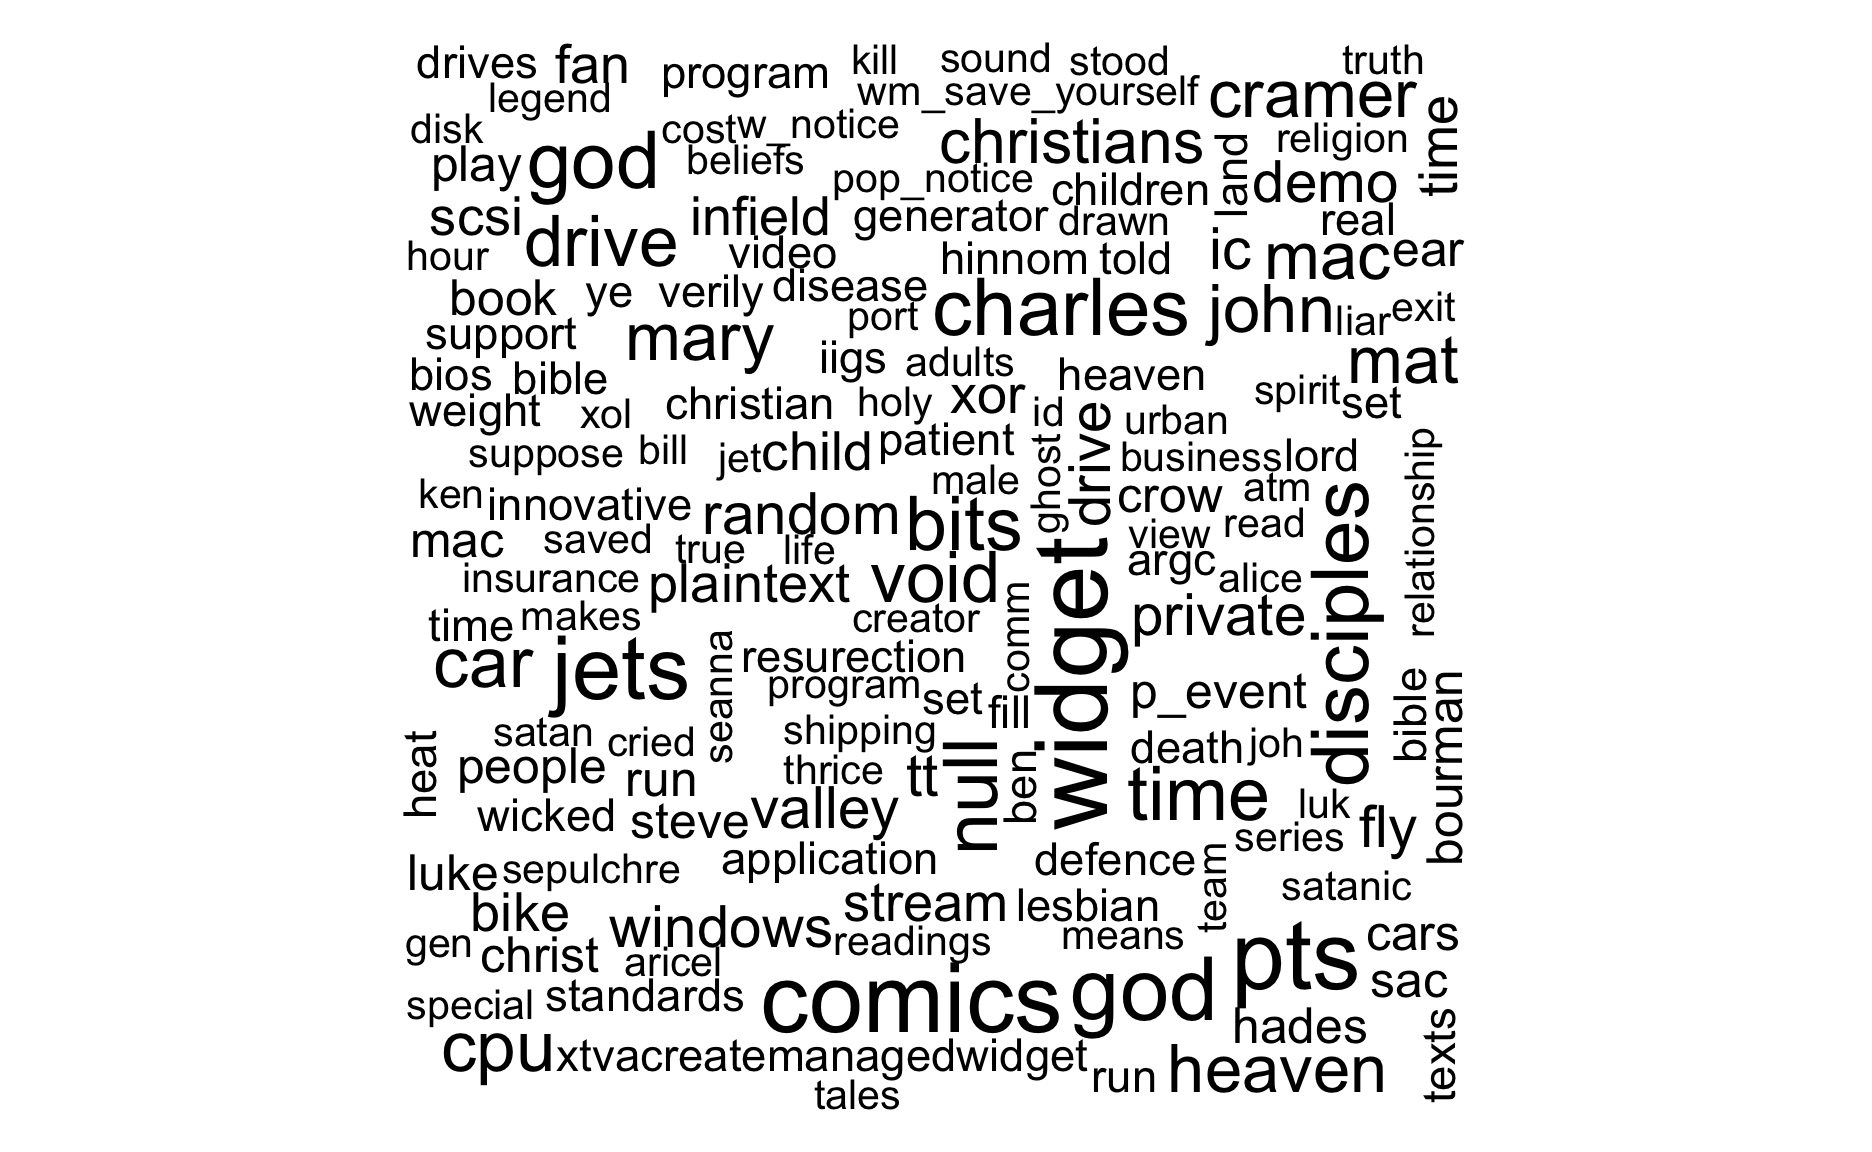 drives fan program kill sound stood truth
legend wm_save_yourself cramer
disk cost w_notice christians land religion time
play god beliefs pop_notice children demo
scsi drive infield generator drawn real
hour video hinnom told ic mac ear
book ye verily disease charles john liar exit
support mary port
iigs adults heaven mat
bios bible christian holy xor id spirit set
weight xol urban
suppose bill jet child patient ghost drive business lord relationship
ken innovative random male bits crow atm disciples
mac saved true life view read
insurance plaintext void widget argc alice
time makes creator comm private
car jets seanna resurection
program set fill p_event bible bourman
heat satan cried shipping null ben death joh
people run thrice tt time
wicked steve valley luk fly
series
luke sepulchre application defence team satanic
bike windows stream lesbian
gen christ aricel readings means pts cars
special standards comics god sac
hades texts
cpu xtvacreatemanagedwidget run heaven
tales